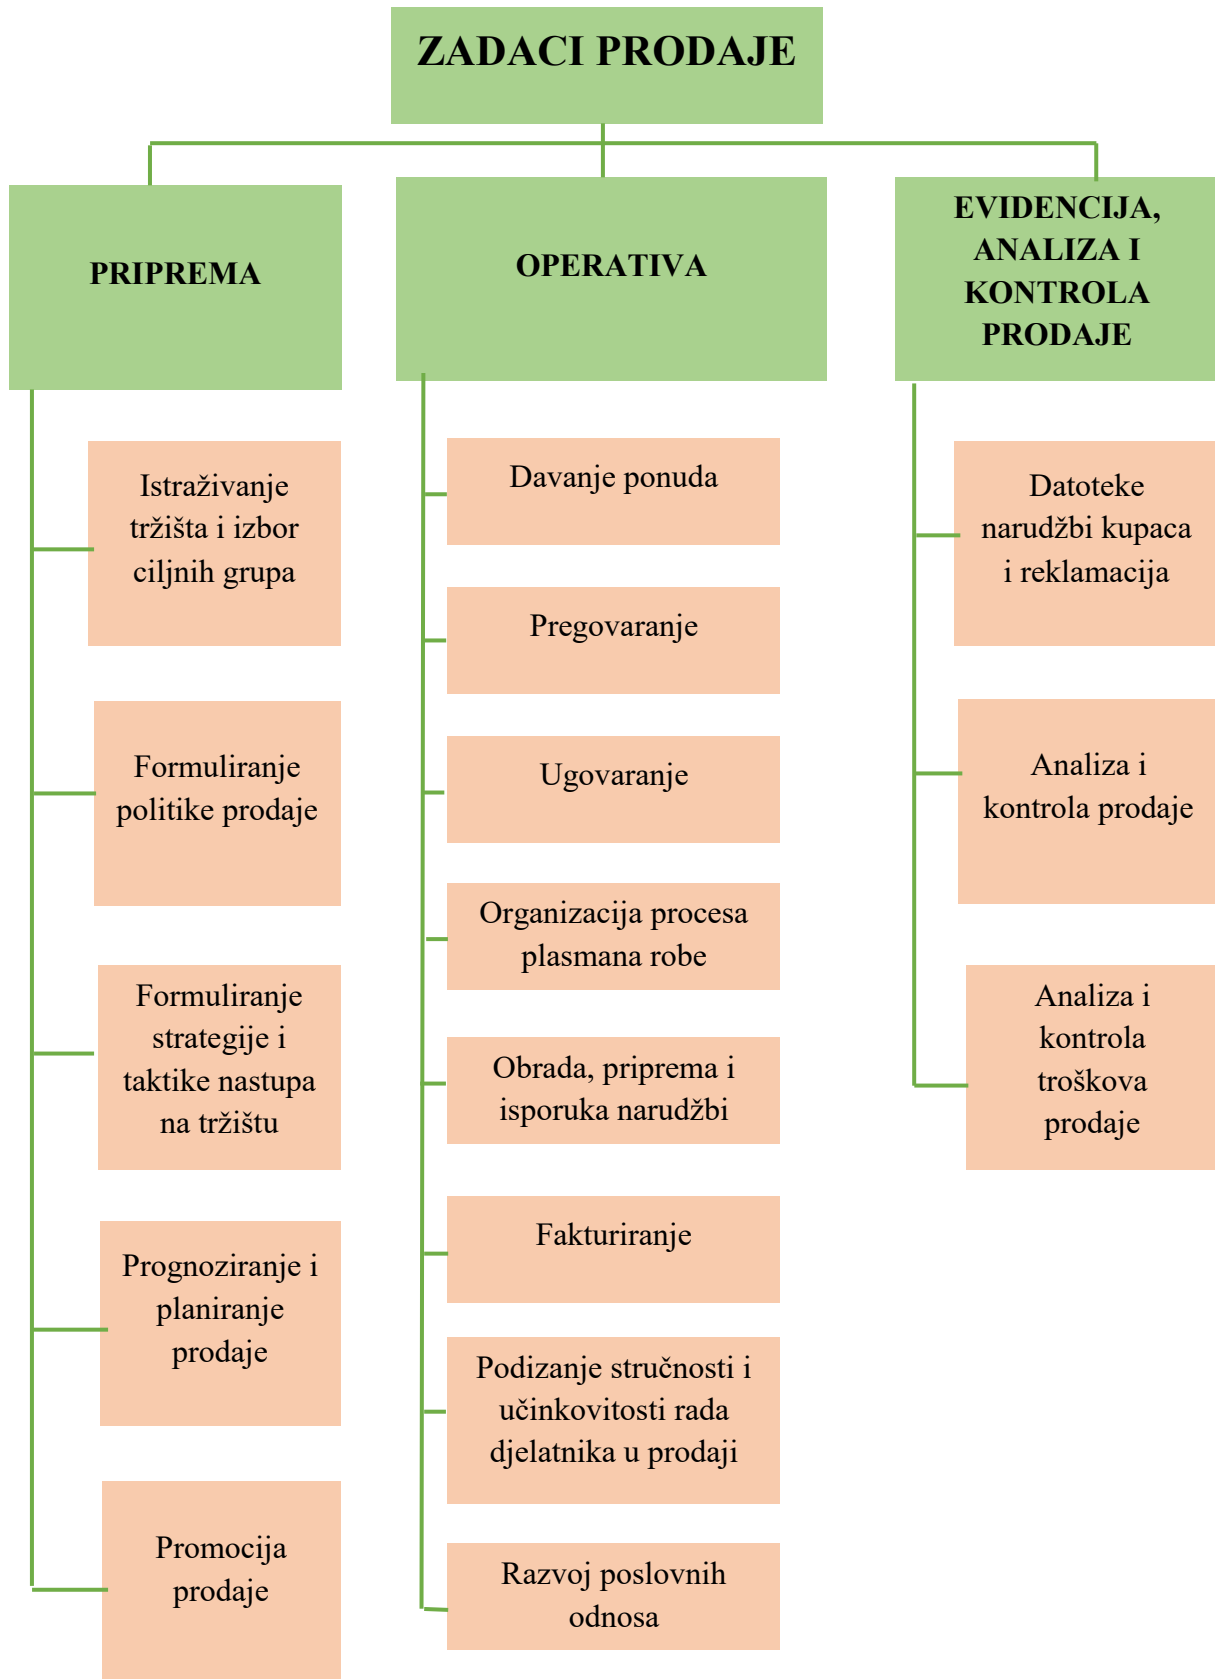 ZADACI PRODAJE
PRIPREMA
Istraživanje
tržišta i izbor
ciljnih grupa
Formuliranje
politike prodaje
Formuliranje
strategije i
taktike nastupa
na tržištu
Prognoziranje i
planiranje
prodaje
Promocija
prodaje
OPERATIVA
Davanje ponuda
Pregovaranje
Ugovaranje
Organizacija procesa
plasmana robe
Obrada, priprema i
isporuka narudžbi
Fakturiranje
Podizanje stručnosti i
učinkovitosti rada
djelatnika u prodaji
Razvoj poslovnih
odnosa
EVIDENCIJA,
ANALIZA I
KONTROLA
PRODAJE
Datoteke
narudžbi kupaca
i reklamacija
Analiza i
kontrola prodaje
Analiza i
kontrola
troškova
prodaje